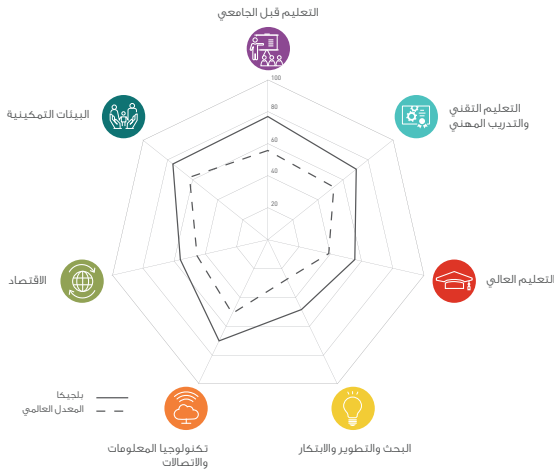 التعليم قبل الجامعي
100
80
60
40
20
التعليم التقني
والتدريب المهني
التعليم العالي
البحث والتطوير والابتكار
تكنولوجيا المعلومات
والاتصالات
الاقتصاد
البيئات التمكينية
بلجيكا
المعدل العالمي